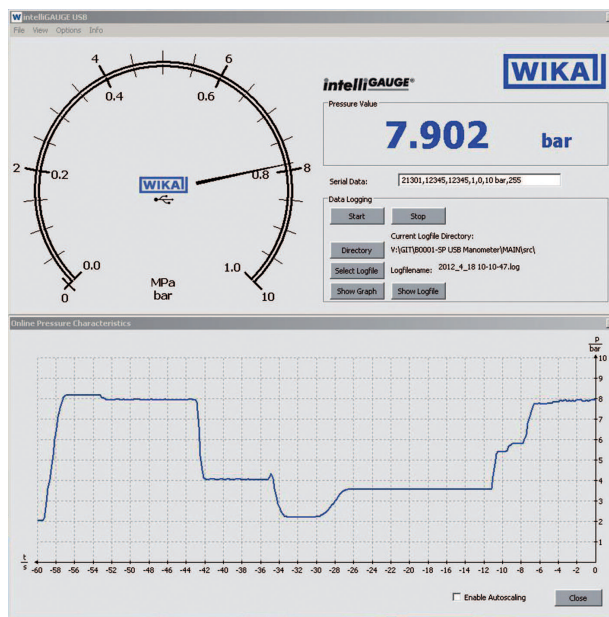 intelliGAUGE USB
File View Options Info
4
6
0.4
0.6
2
0.2
0.8
8
WIKA
0.0
1.0
0
10
MPa
bar
intelliGAUGE®
WIKA
Pressure Value
7.902 bar
Serial Data: 21301,12345,12345,1,0,10 bar,255
Data Logging
Start Stop
Current Logfile Directory:
Directory V:\GIT\B0001-SP USB Manometer\MAIN\src\
Select Logfile Logfilename: 2012_4_18 10-10-47.log
Show Graph Show Logfile
Online Pressure Characteristics
p
bar
10
9
8
7
6
5
4
3
2
1
t
s
-60 -58 -56 -54 -52 -50 -48 -46 -44 -42 -40 -38 -36 -34 -32 -30 -28 -26 -24 -22 -20 -18 -16 -14 -12 -10 -8 -6 -4 -2 0
Enable Autoscaling Close